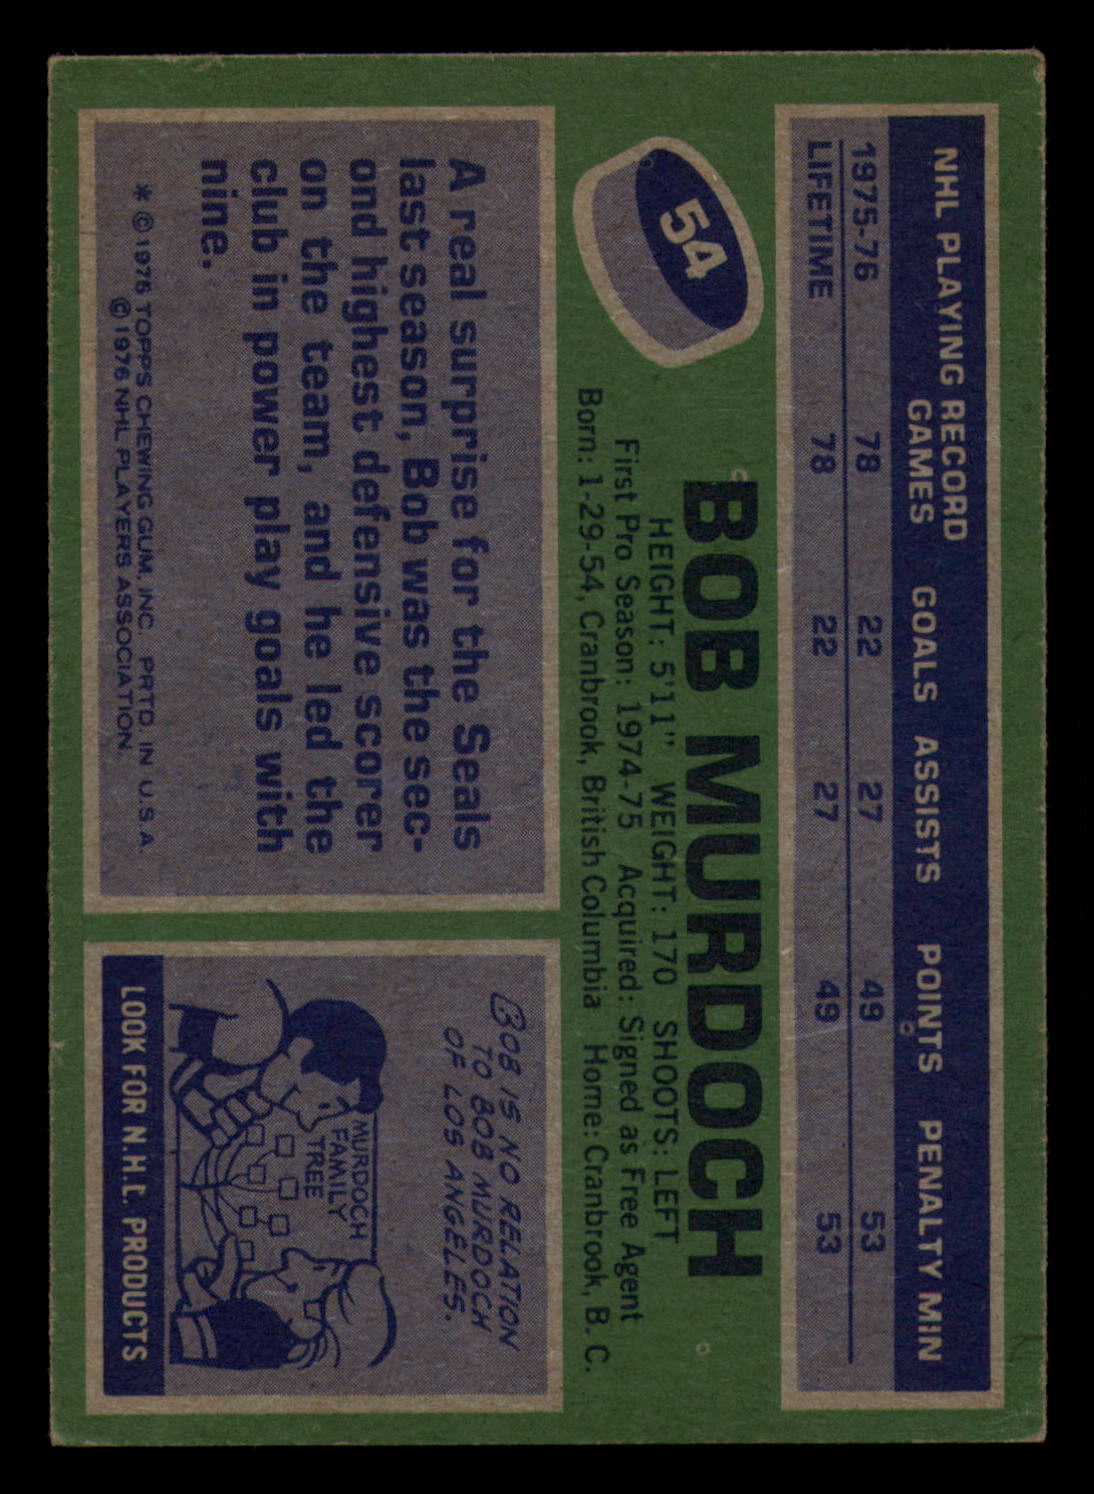 NHL PLAYING RECORD
GAMES GOALS ASSISTS POINTS PENALTY MIN
1975-76 78 22 27 49 53
LIFETIME 78 22 27 49 53
54
BOB MURDOCH
HEIGHT: 5'11" WEIGHT: 170 SHOOTS: LEFT
First Pro Season: 1974-75 Acquired: Signed as Free Agent
Born: 1-29-54, Cranbrook, British Columbia Home: Cranbrook, B.C.
A real surprise for the Seals
last season, Bob was the sec-
ond highest defensive scorer
on the team, and he led the
club in power play goals with
nine.
* © 1976 TOPPS CHEWING GUM, INC. PRTD. IN U.S.A.
© 1976 NHL PLAYERS ASSOCIATION.
BOB IS NO RELATION
TO BOB MURDOCH
OF LOS ANGELES.
MURDOCH
FAMILY
TREE
LOOK FOR N.H.L. PRODUCTS